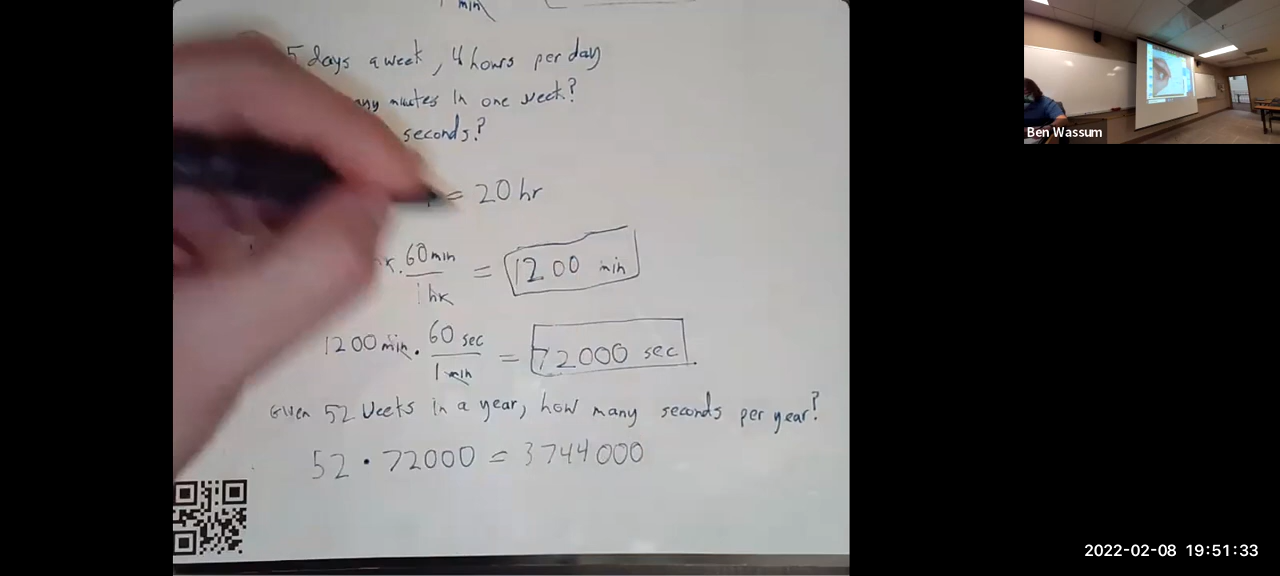 min
5 days a week, 4 hours per day
minutes in one week?
seconds?
= 20 hr
60 min
1 hr
= 1200 min
1200 min · 60 sec
1 min
= 72000 sec.
Given 52 weeks in a year, how many seconds per year?
52 · 72000 = 3744000
Ben Wassum
2022-02-08 19:51:33